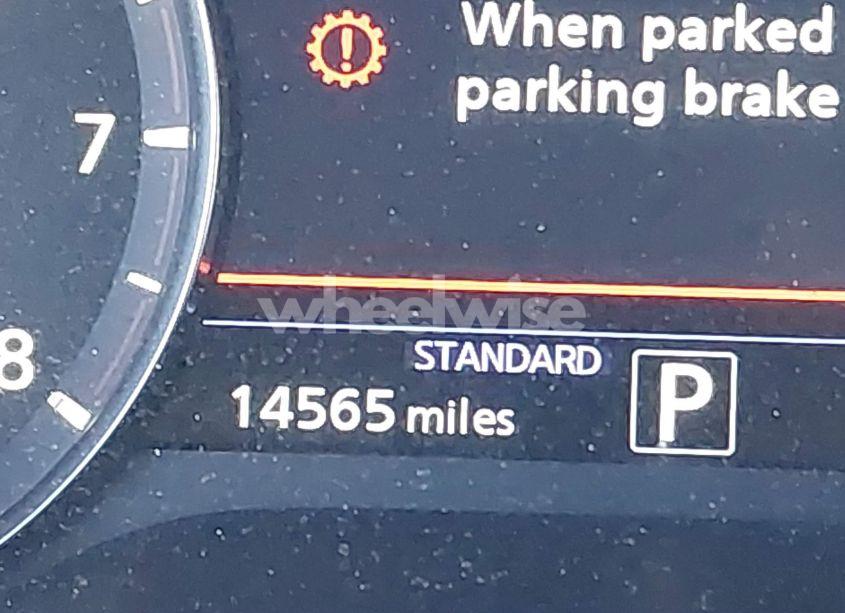 When parked
parking brake
7
wheelwise
STANDARD
8
P
14565 miles